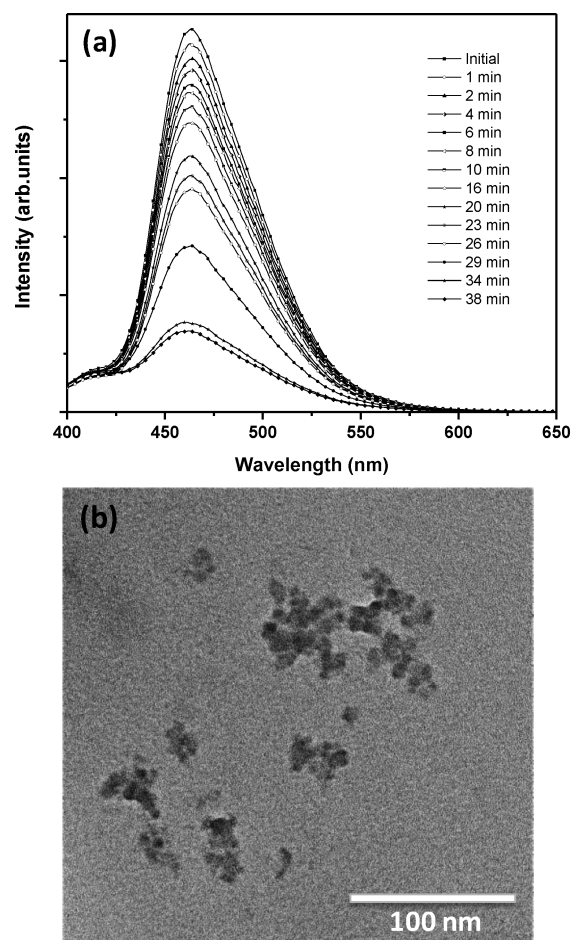 (a)
Intensity (arb.units)
Initial
1 min
2 min
4 min
6 min
8 min
10 min
16 min
20 min
23 min
26 min
29 min
34 min
38 min
400 450 500 550 600 650
Wavelength (nm)
(b)
100 nm